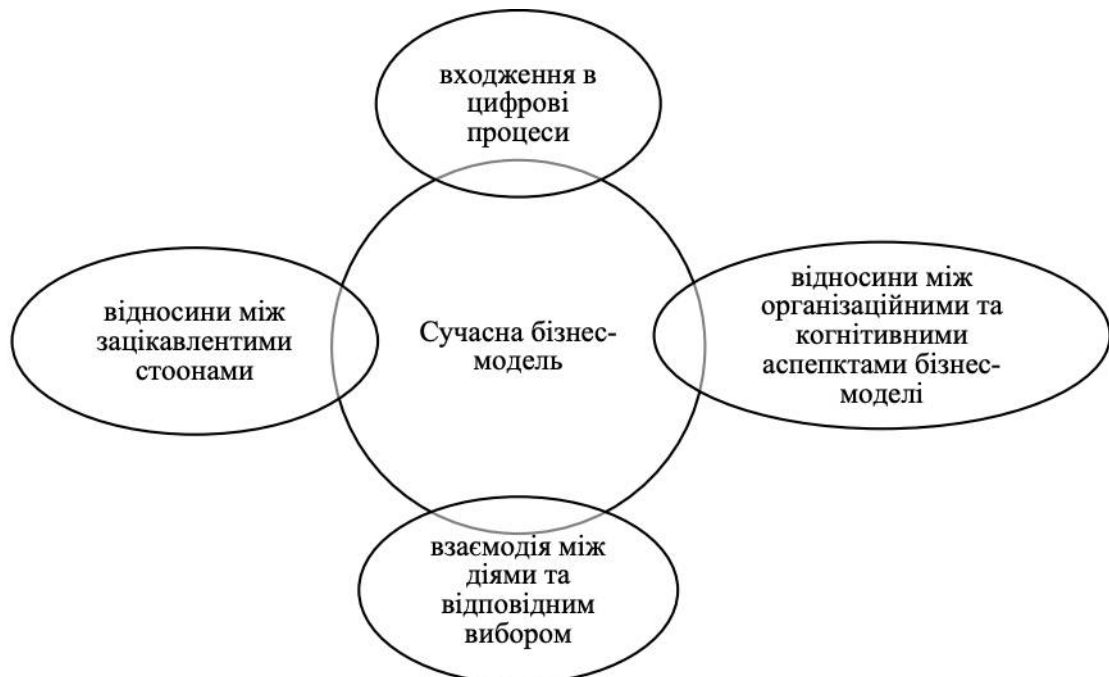 входження в
цифрові
процеси
відносини між
зацікавлентими
стоонами
Сучасна бізнес-
модель
відносини між
організаційними та
когнітивними
аспепктами бізнес-
моделі
взаємодія між
діями та
відповідним
вибором